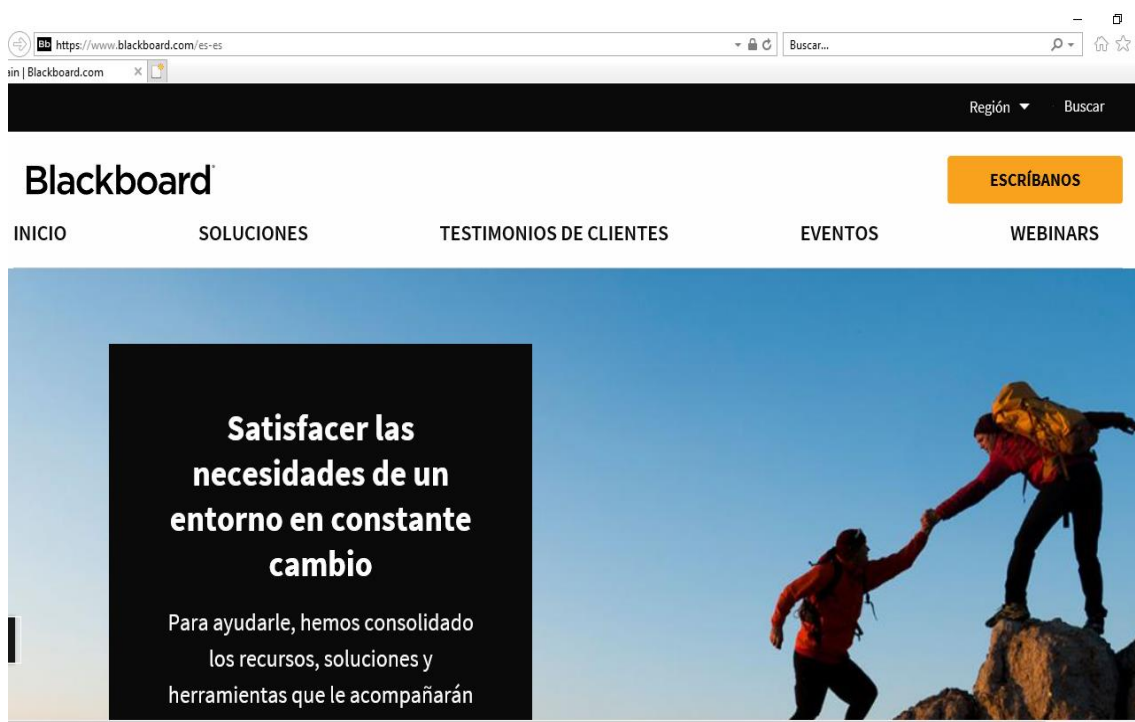 Bb https://www.blackboard.com/es-es Buscar...
ain | Blackboard.com
Región Buscar
Blackboard
ESCRÍBANOS
INICIO SOLUCIONES TESTIMONIOS DE CLIENTES EVENTOS WEBINARS
Satisfacer las
necesidades de un
entorno en constante
cambio
Para ayudarle, hemos consolidado
los recursos, soluciones y
herramientas que le acompañarán